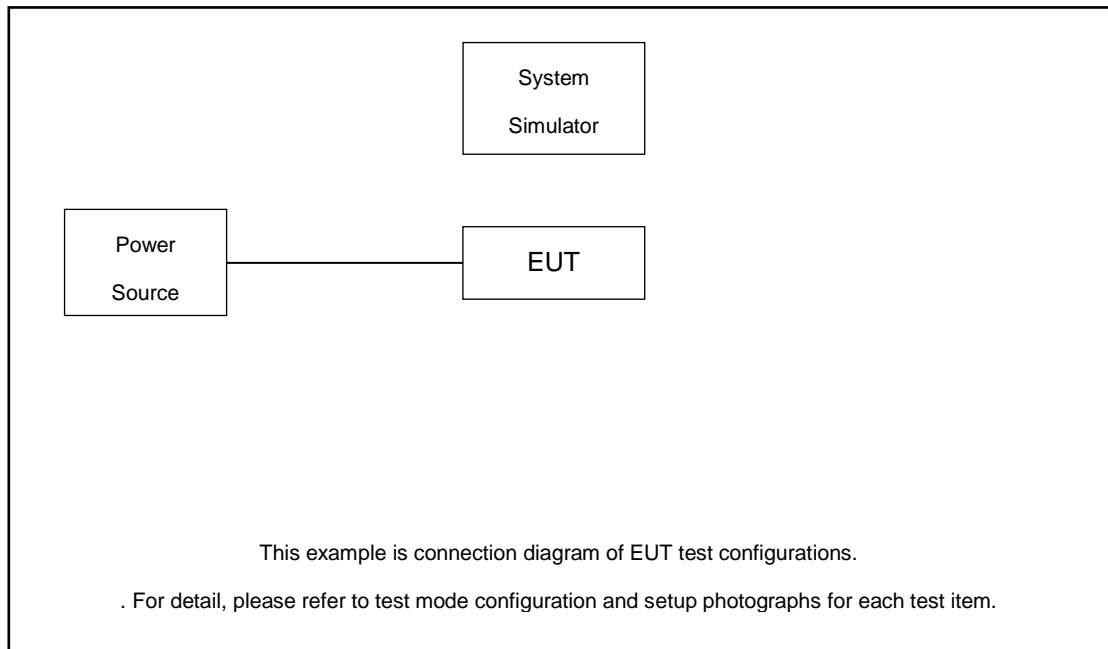 System
Simulator
Power
Source
EUT
This example is connection diagram of EUT test configurations.
. For detail, please refer to test mode configuration and setup photographs for each test item.